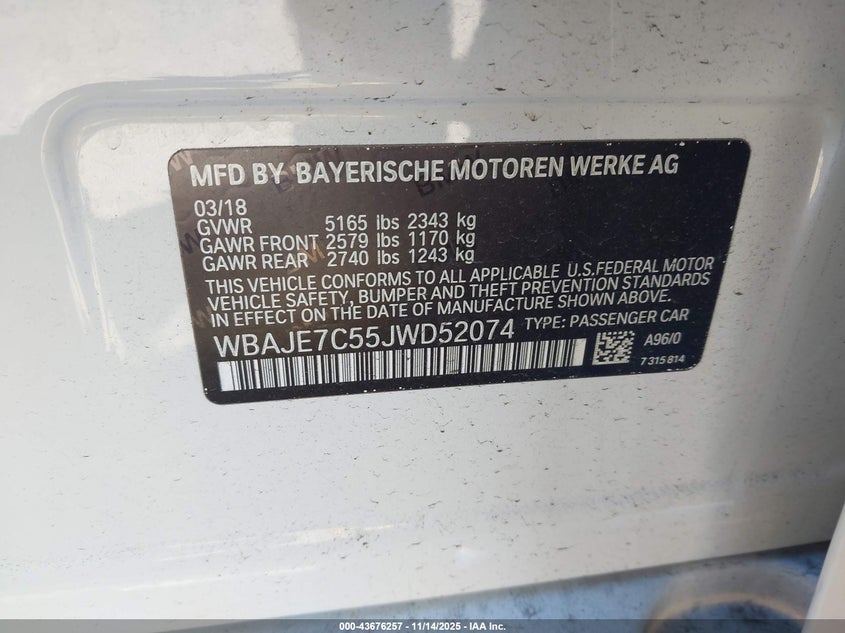 MFD BY BAYERISCHE MOTOREN WERKE AG
03/18
GVWR 5165 lbs 2343 kg
GAWR FRONT 2579 lbs 1170 kg
GAWR REAR 2740 lbs 1243 kg
THIS VEHICLE CONFORMS TO ALL APPLICABLE U.S.FEDERAL MOTOR
VEHICLE SAFETY, BUMPER AND THEFT PREVENTION STANDARDS
IN EFFECT ON THE DATE OF MANUFACTURE SHOWN ABOVE.
WBAJE7C55JWD52074 TYPE: PASSENGER CAR
A96/0
7 315 814
000-43676257 - 11/14/2025 - IAA Inc.